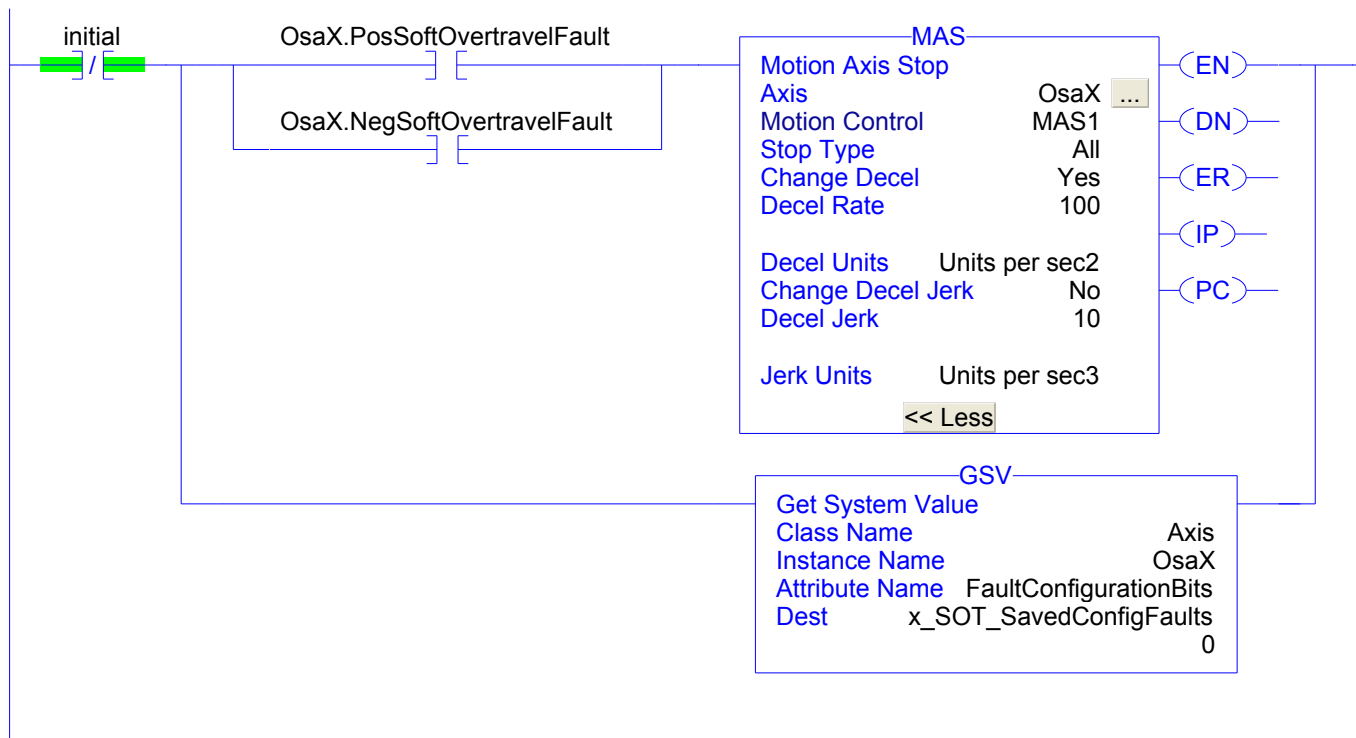 initial
OsaX.PosSoftOvertravelFault
/
OsaX.NegSoftOvertravelFault
MAS
Motion Axis Stop
Axis OsaX ...
Motion Control MAS1
Stop Type All
Change Decel Yes
Decel Rate 100
Decel Units Units per sec2
Change Decel Jerk No
Decel Jerk 10
Jerk Units Units per sec3
<< Less
EN
DN
ER
IP
PC
GSV
Get System Value
Class Name Axis
Instance Name OsaX
Attribute Name FaultConfigurationBits
Dest x_SOT_SavedConfigFaults
0